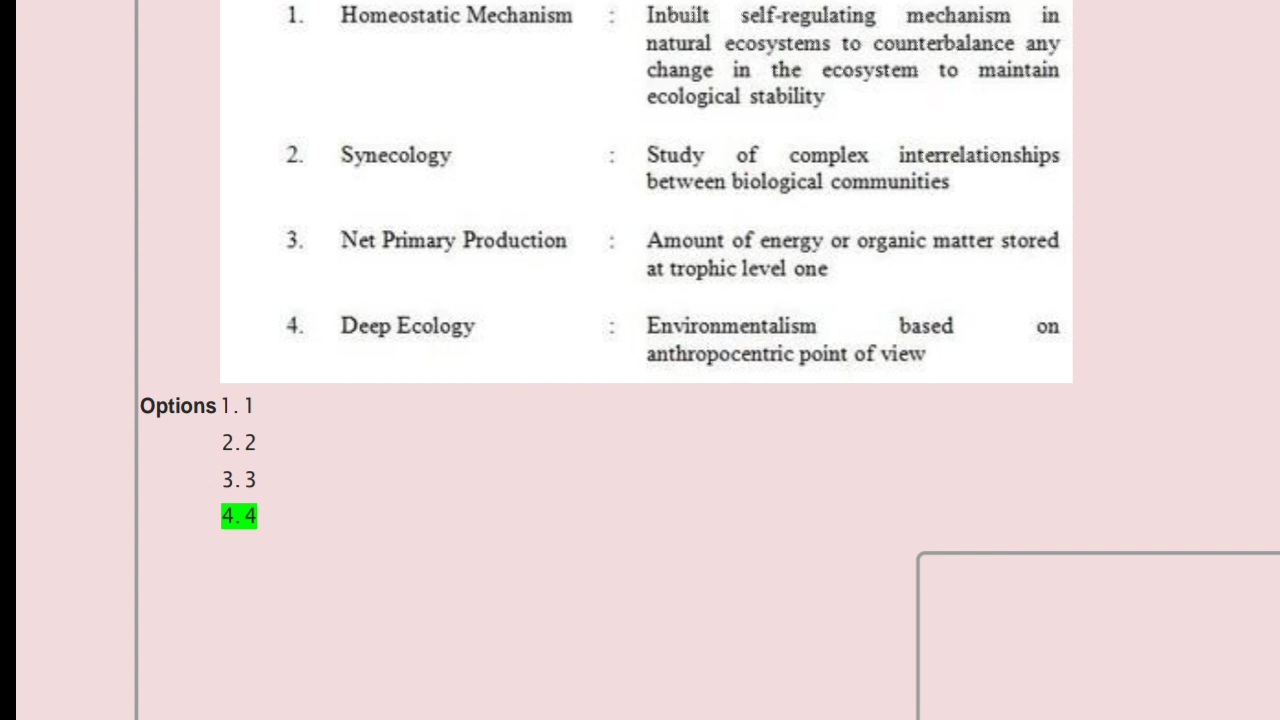 1. Homeostatic Mechanism : Inbuilt self-regulating mechanism in
natural ecosystems to counterbalance any
change in the ecosystem to maintain
ecological stability
2. Synecology : Study of complex interrelationships
between biological communities
3. Net Primary Production : Amount of energy or organic matter stored
at trophic level one
4. Deep Ecology : Environmentalism based on
anthropocentric point of view
Options 1. 1
2. 2
3. 3
4. 4